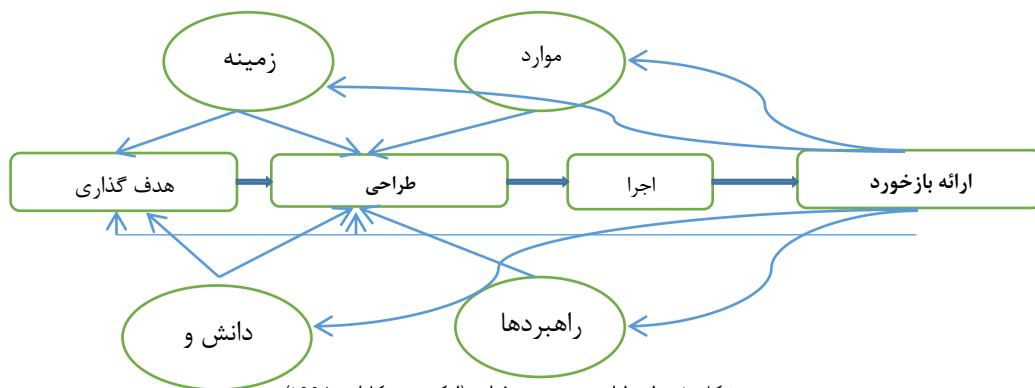 زمینه
موارد
هدف گذاری
طراحی
اجرا
ارائه بازخورد
دانش و
راهبردها